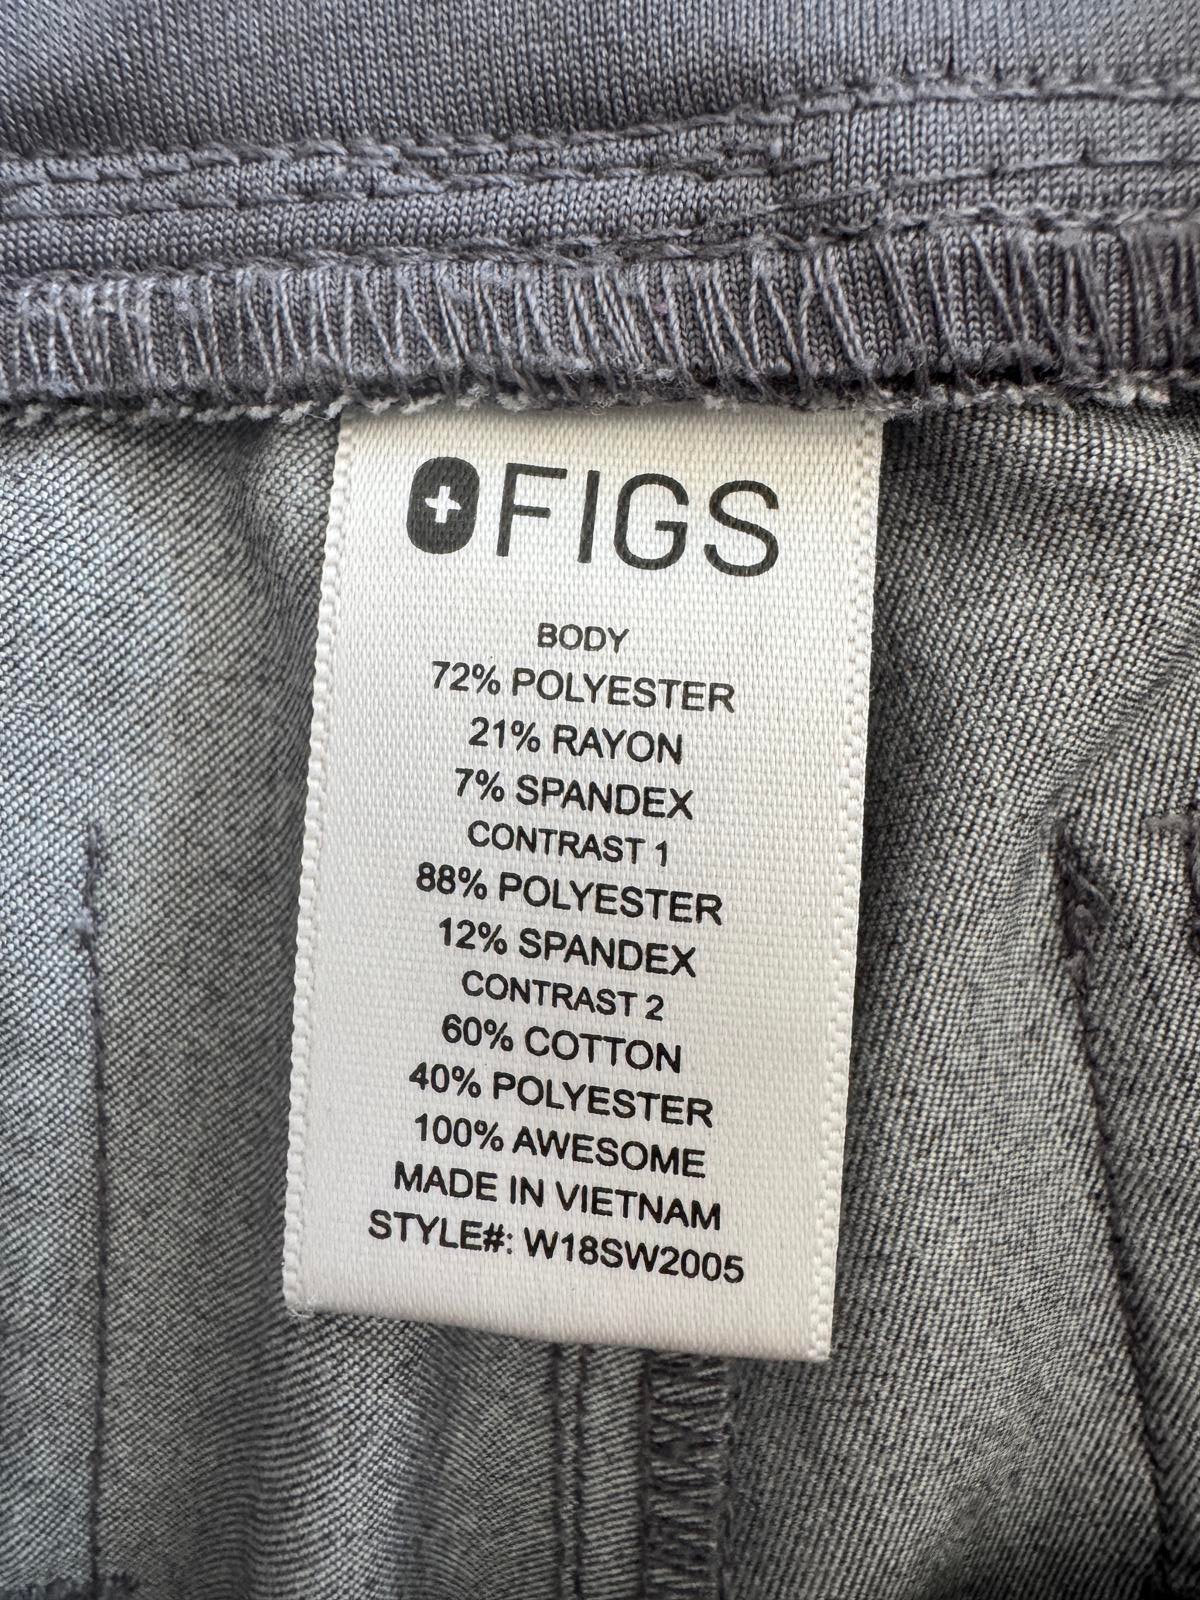 FIGS
BODY
72% POLYESTER
21% RAYON
7% SPANDEX
CONTRAST 1
88% POLYESTER
12% SPANDEX
CONTRAST 2
60% COTTON
40% POLYESTER
100% AWESOME
MADE IN VIETNAM
STYLE#: W18SW2005